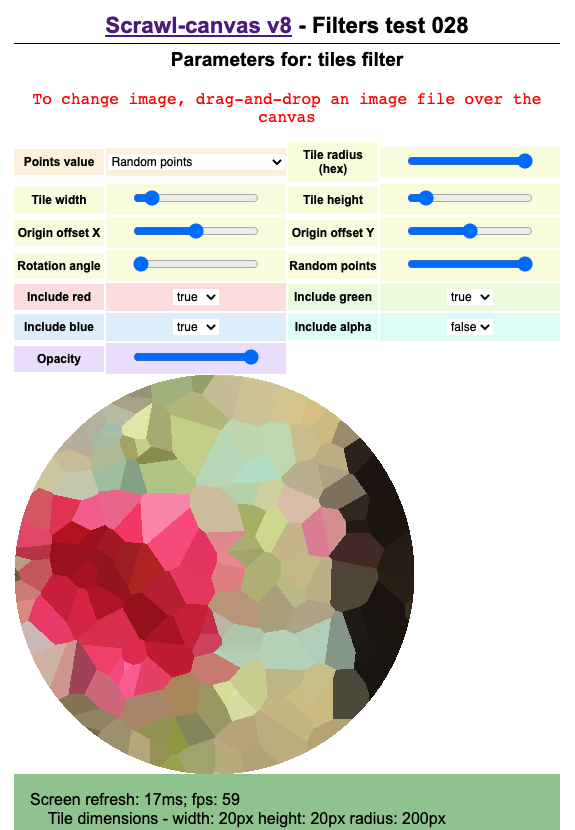 Scrawl-canvas v8 - Filters test 028
Parameters for: tiles filter
To change image, drag-and-drop an image file over the
canvas
Points value
Random points
Tile radius
(hex)
Tile width
Tile height
Origin offset X
Origin offset Y
Rotation angle
Random points
Include red
true
Include green
true
Include blue
true
Include alpha
false
Opacity
Screen refresh: 17ms; fps: 59
Tile dimensions - width: 20px height: 20px radius: 200px